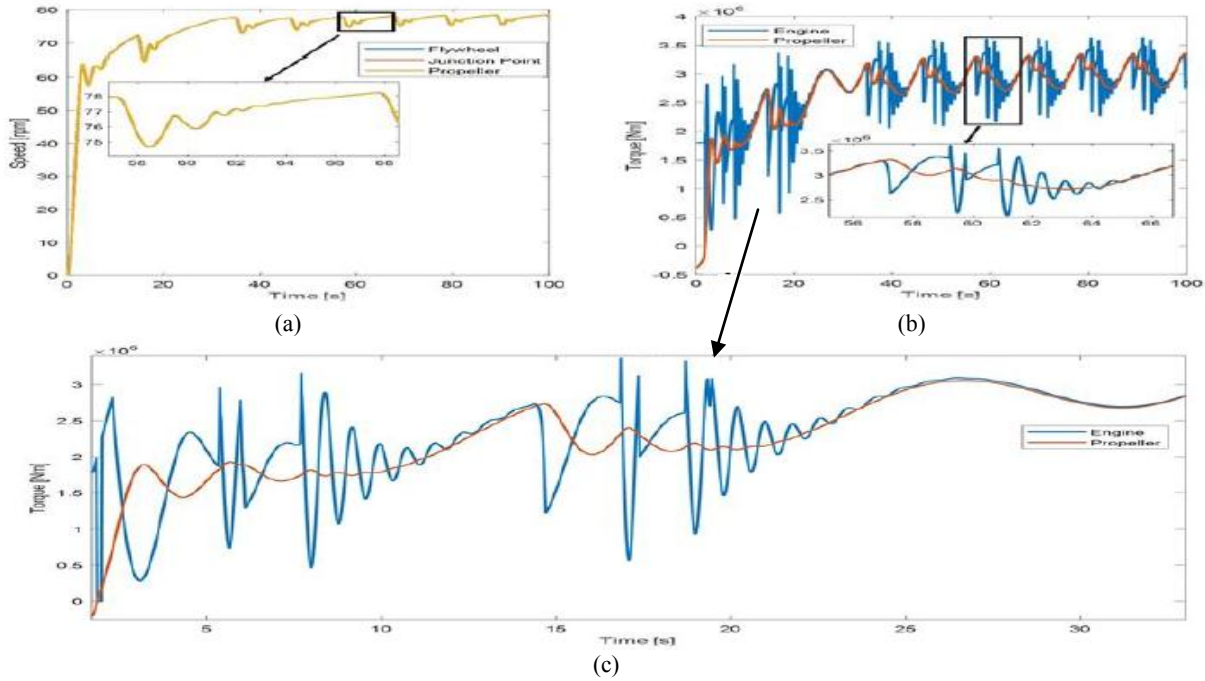 80
70
60
50
40
30
20
10
0
Speed [rpm]
Flywheel
Junction Point
Propeller
78
77
76
75
58 60 62 64 66 68
0 20 40 60 80 100
Time [s]
(a)
×10⁶
4
3.5
3
2.5
2
1.5
1
0.5
0
-0.5
Torque [Nm]
Engine
Propeller
×10⁶
3.5
3
2.5
56 58 60 62 64 66
0 20 40 60 80 100
Time [s]
(b)
×10⁶
3
2.5
2
1.5
1
0.5
0
Torque [Nm]
Engine
Propeller
5 10 15 20 25 30
Time [s]
(c)